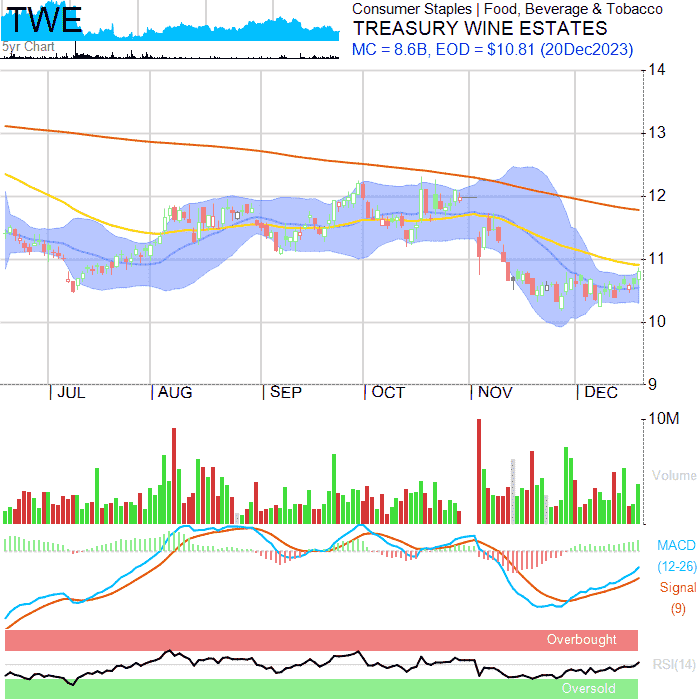 TWE
5yr Chart
Consumer Staples | Food, Beverage & Tobacco
TREASURY WINE ESTATES
MC = 8.6B, EOD = $10.81 (20Dec2023)
14
13
12
11
10
9
JUL AUG SEP OCT NOV DEC
10M
Volume
MACD
(12-26)
Signal
(9)
Overbought
RSI(14)
Oversold